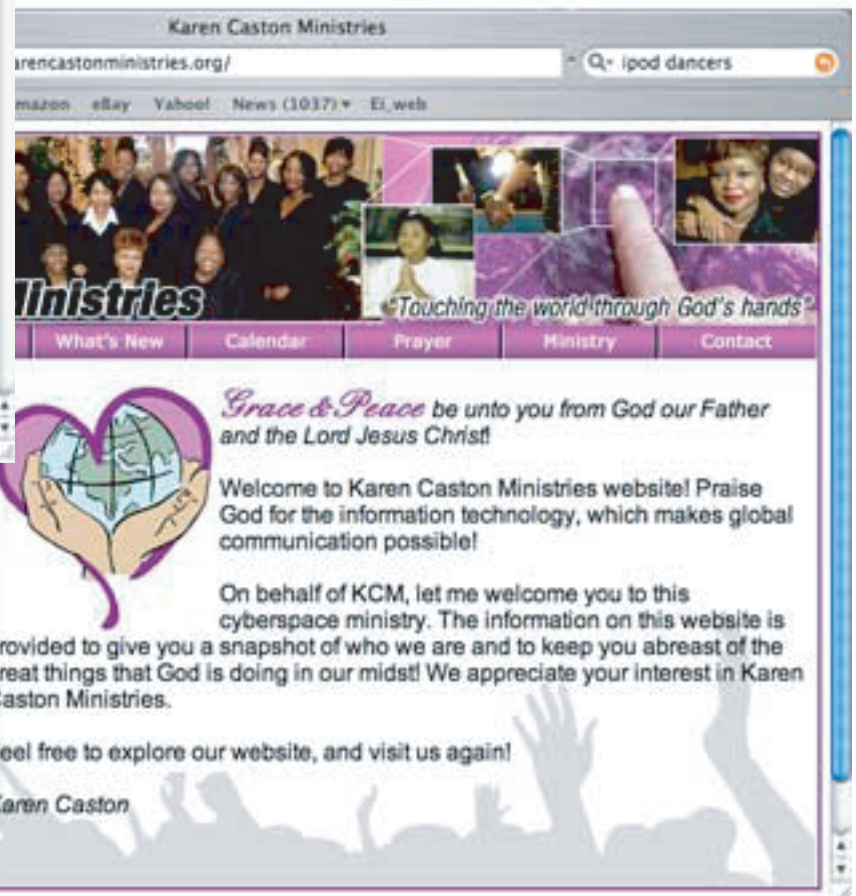 Karen Caston Ministries
arencastonministries.org/
ipod dancers
mazon eBay Yahoo! News (1037) Ei_web
Ministries
"Touching the world through God's hands"
What's New Calendar Prayer Ministry Contact
Grace & Peace be unto you from God our Father
and the Lord Jesus Christ!
Welcome to Karen Caston Ministries website! Praise
God for the information technology, which makes global
communication possible!
On behalf of KCM, let me welcome you to this
cyberspace ministry. The information on this website is
rovided to give you a snapshot of who we are and to keep you abreast of the
reat things that God is doing in our midst! We appreciate your interest in Karen
Caston Ministries.
eel free to explore our website, and visit us again!
Karen Caston